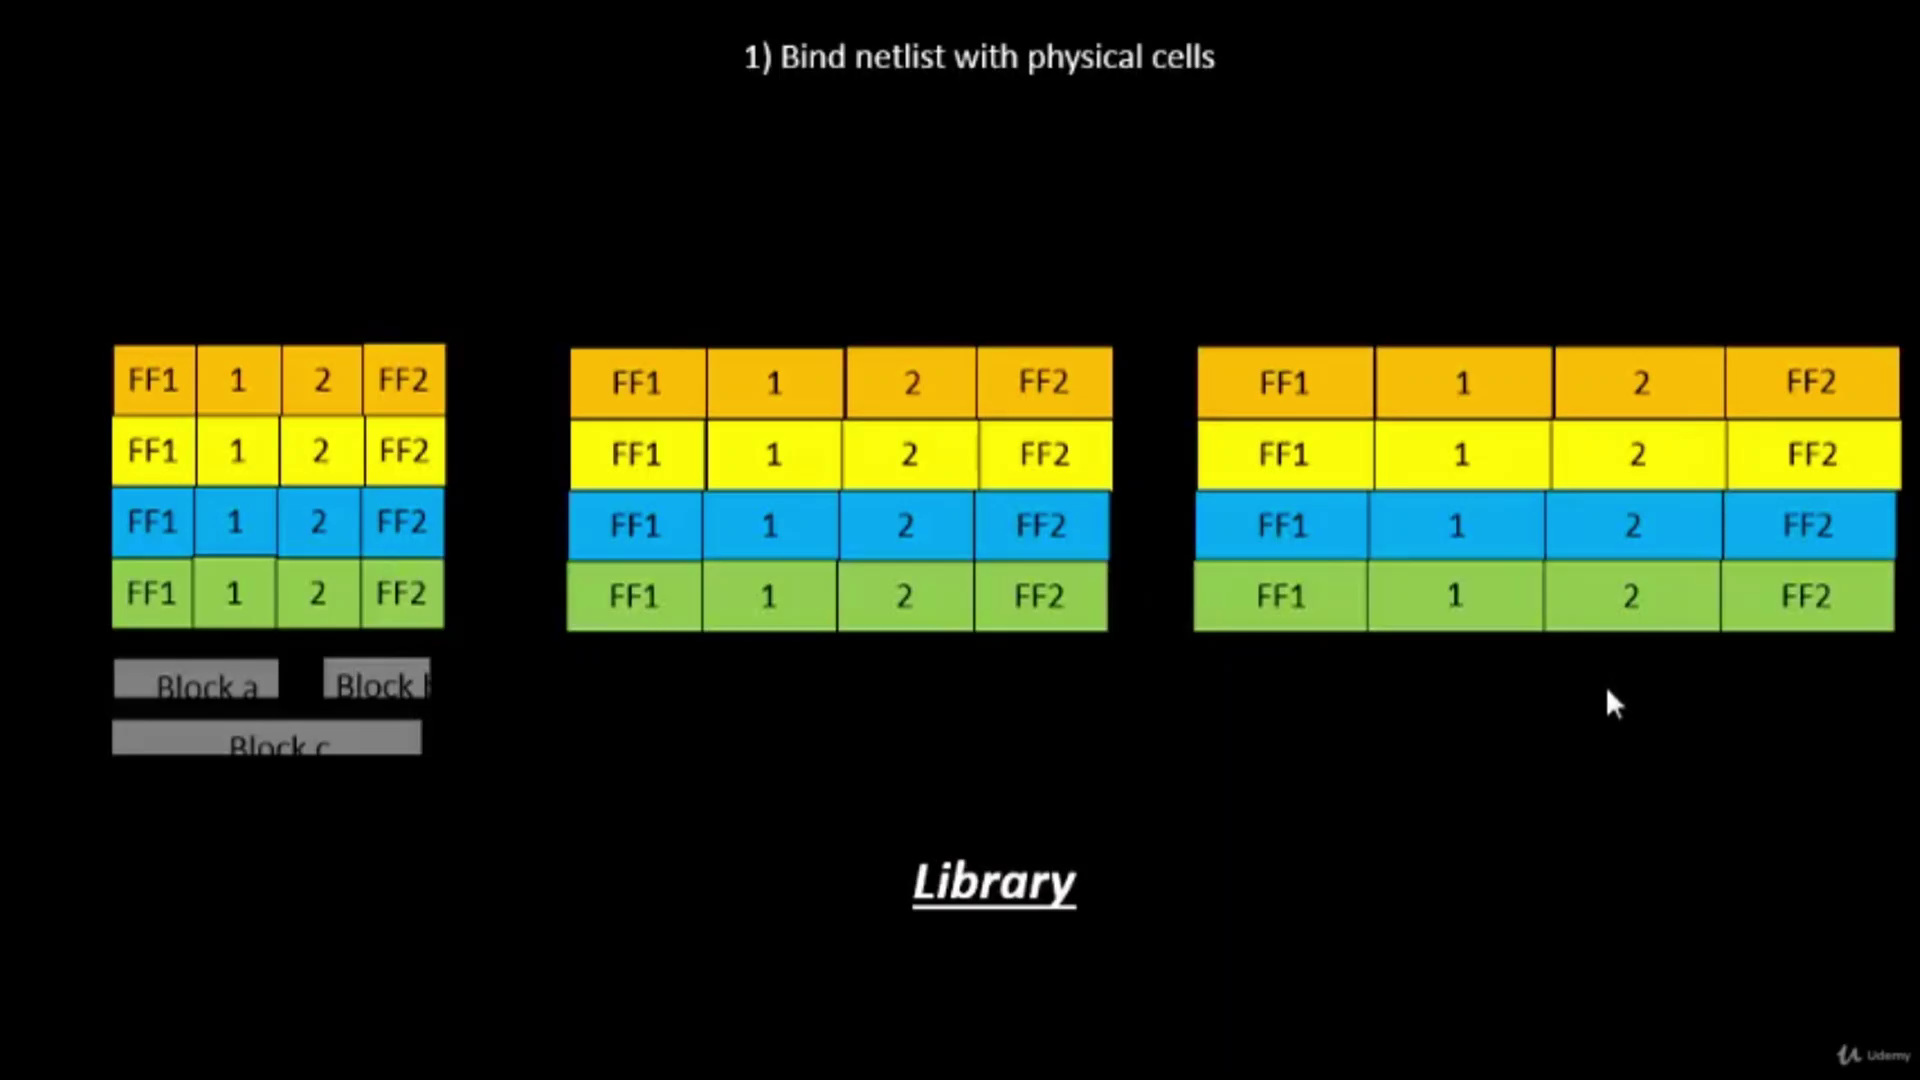 1) Bind netlist with physical cells
FF1 1 2 FF2 FF1 1 2 FF2 FF1 1 2 FF2
FF1 1 2 FF2 FF1 1 2 FF2 FF1 1 2 FF2
FF1 1 2 FF2 FF1 1 2 FF2 FF1 1 2 FF2
FF1 1 2 FF2 FF1 1 2 FF2 FF1 1 2 FF2
Block a Block
Block c
Library
Udemy